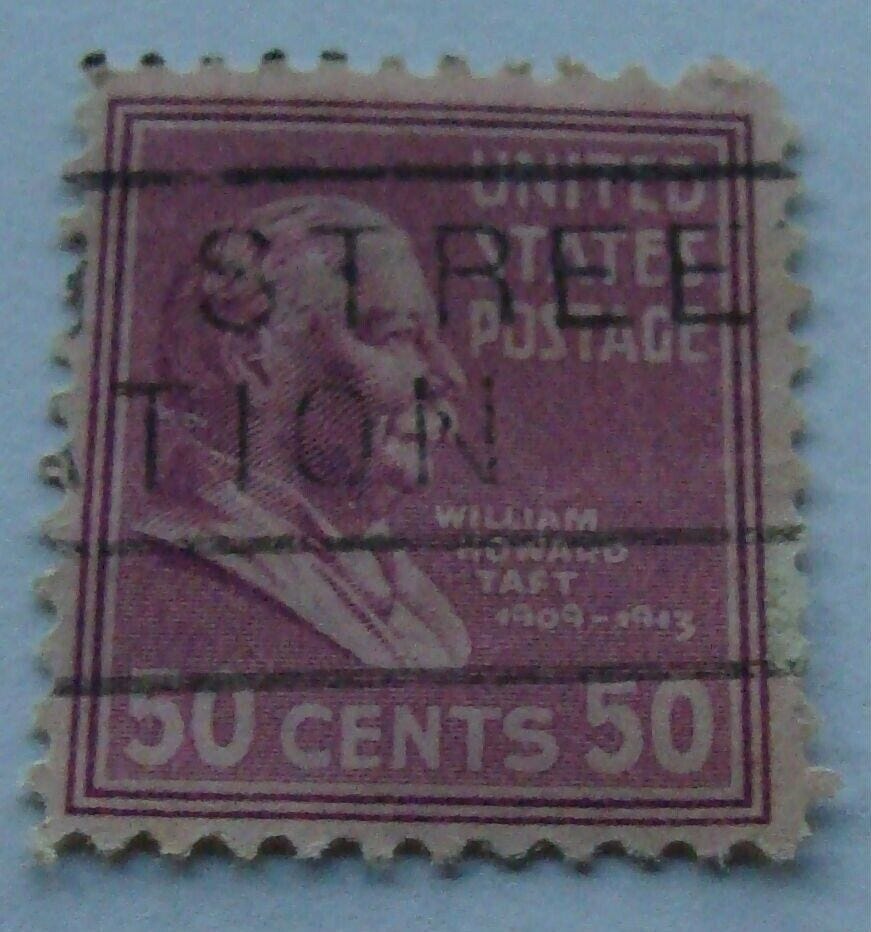 UNITED
STATES
POSTAGE
STREE
TION
WILLIAM
HOWARD
TAFT
1909-1913
50 CENTS 50